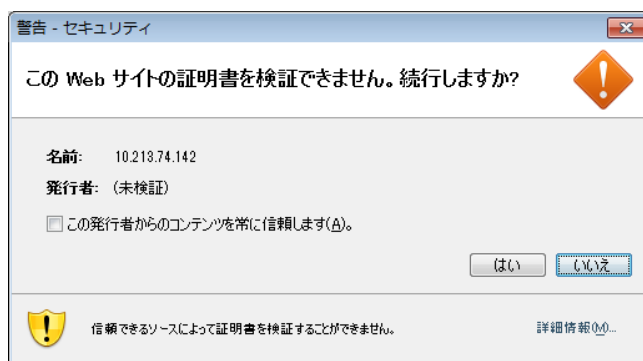 警告 - セキュリティ
この Web サイトの証明書を検証できません。続行しますか?
名前: 10.213.74.142
発行者: (未検証)
この発行者からのコンテンツを常に信頼します(A)。
はい いいえ
信頼できるソースによって証明書を検証することができません。 詳細情報(M)...